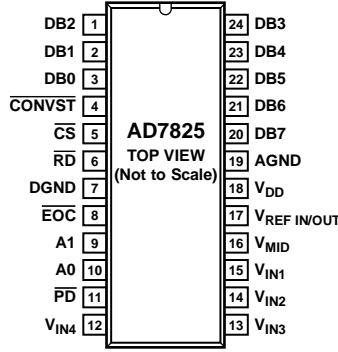 DB2 1
DB1 2
DB0 3
CONVST 4
CS 5
RD 6
DGND 7
EOC 8
A1 9
A0 10
PD 11
VIN4 12
AD7825
TOP VIEW
(Not to Scale)
24 DB3
23 DB4
22 DB5
21 DB6
20 DB7
19 AGND
18 VDD
17 VREF IN/OUT
16 VMID
15 VIN1
14 VIN2
13 VIN3